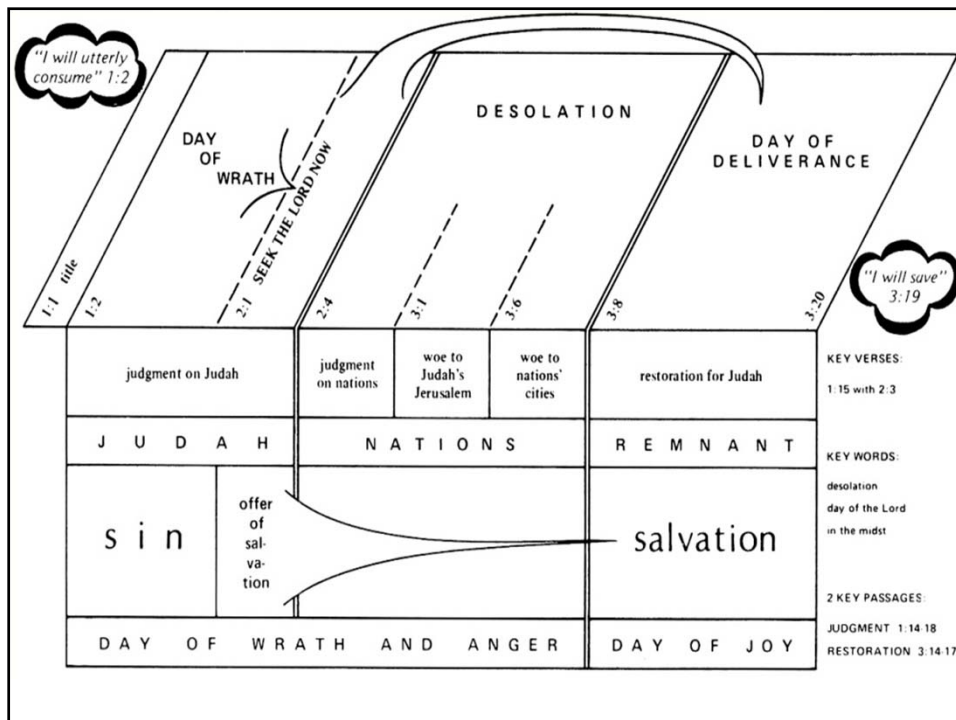 "I will utterly
consume" 1:2
DAY
OF
WRATH
SEEK THE LORD NOW
DESOLATION
DAY OF
DELIVERANCE
"I will save"
3:19
1:1 title
1:2
2:1
2:4
3:1
3:6
3:8
3:20
judgment on Judah
judgment
on nations
woe to
Judah's
Jerusalem
woe to
nations'
cities
restoration for Judah
JUDAH
NATIONS
REMNANT
sin
offer
of
sal-
va-
tion
salvation
DAY OF WRATH AND ANGER
DAY OF JOY
KEY VERSES:
1:15 with 2:3
KEY WORDS:
desolation
day of the Lord
in the midst
2 KEY PASSAGES:
JUDGMENT 1:14-18
RESTORATION 3:14-17